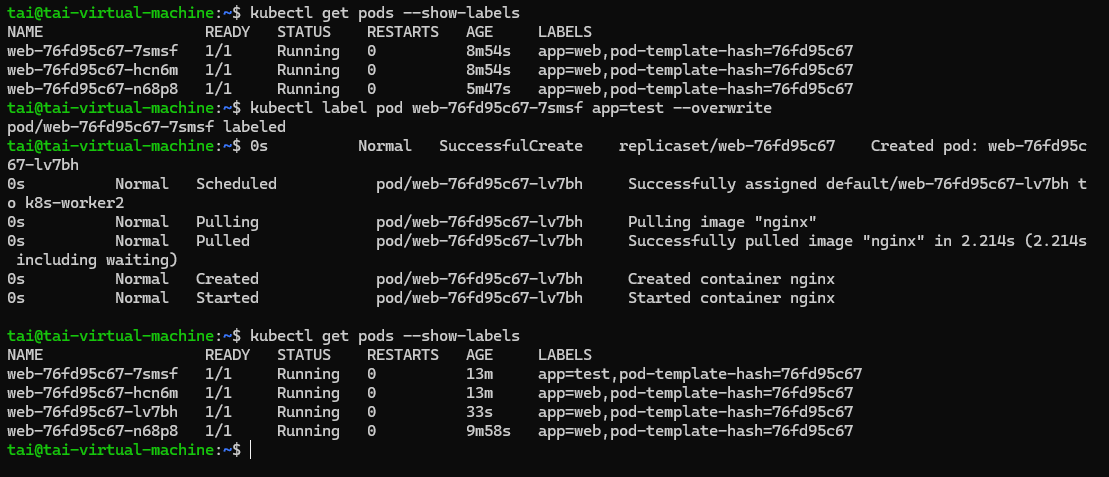 tai@tai-virtual-machine:~$ kubectl get pods --show-labels
NAME                  READY   STATUS    RESTARTS   AGE     LABELS
web-76fd95c67-7smsf   1/1     Running   0          8m54s   app=web,pod-template-hash=76fd95c67
web-76fd95c67-hcn6m   1/1     Running   0          8m54s   app=web,pod-template-hash=76fd95c67
web-76fd95c67-n68p8   1/1     Running   0          5m47s   app=web,pod-template-hash=76fd95c67
tai@tai-virtual-machine:~$ kubectl label pod web-76fd95c67-7smsf app=test --overwrite
pod/web-76fd95c67-7smsf labeled
tai@tai-virtual-machine:~$ 0s          Normal   SuccessfulCreate    replicaset/web-76fd95c67    Created pod: web-76fd95c
67-lv7bh
0s          Normal   Scheduled           pod/web-76fd95c67-lv7bh     Successfully assigned default/web-76fd95c67-lv7bh t
o k8s-worker2
0s          Normal   Pulling             pod/web-76fd95c67-lv7bh     Pulling image "nginx"
0s          Normal   Pulled              pod/web-76fd95c67-lv7bh     Successfully pulled image "nginx" in 2.214s (2.214s
 including waiting)
0s          Normal   Created             pod/web-76fd95c67-lv7bh     Created container nginx
0s          Normal   Started             pod/web-76fd95c67-lv7bh     Started container nginx
tai@tai-virtual-machine:~$ kubectl get pods --show-labels
NAME                  READY   STATUS    RESTARTS   AGE     LABELS
web-76fd95c67-7smsf   1/1     Running   0          13m     app=test,pod-template-hash=76fd95c67
web-76fd95c67-hcn6m   1/1     Running   0          13m     app=web,pod-template-hash=76fd95c67
web-76fd95c67-lv7bh   1/1     Running   0          33s     app=web,pod-template-hash=76fd95c67
web-76fd95c67-n68p8   1/1     Running   0          9m58s   app=web,pod-template-hash=76fd95c67
tai@tai-virtual-machine:~$